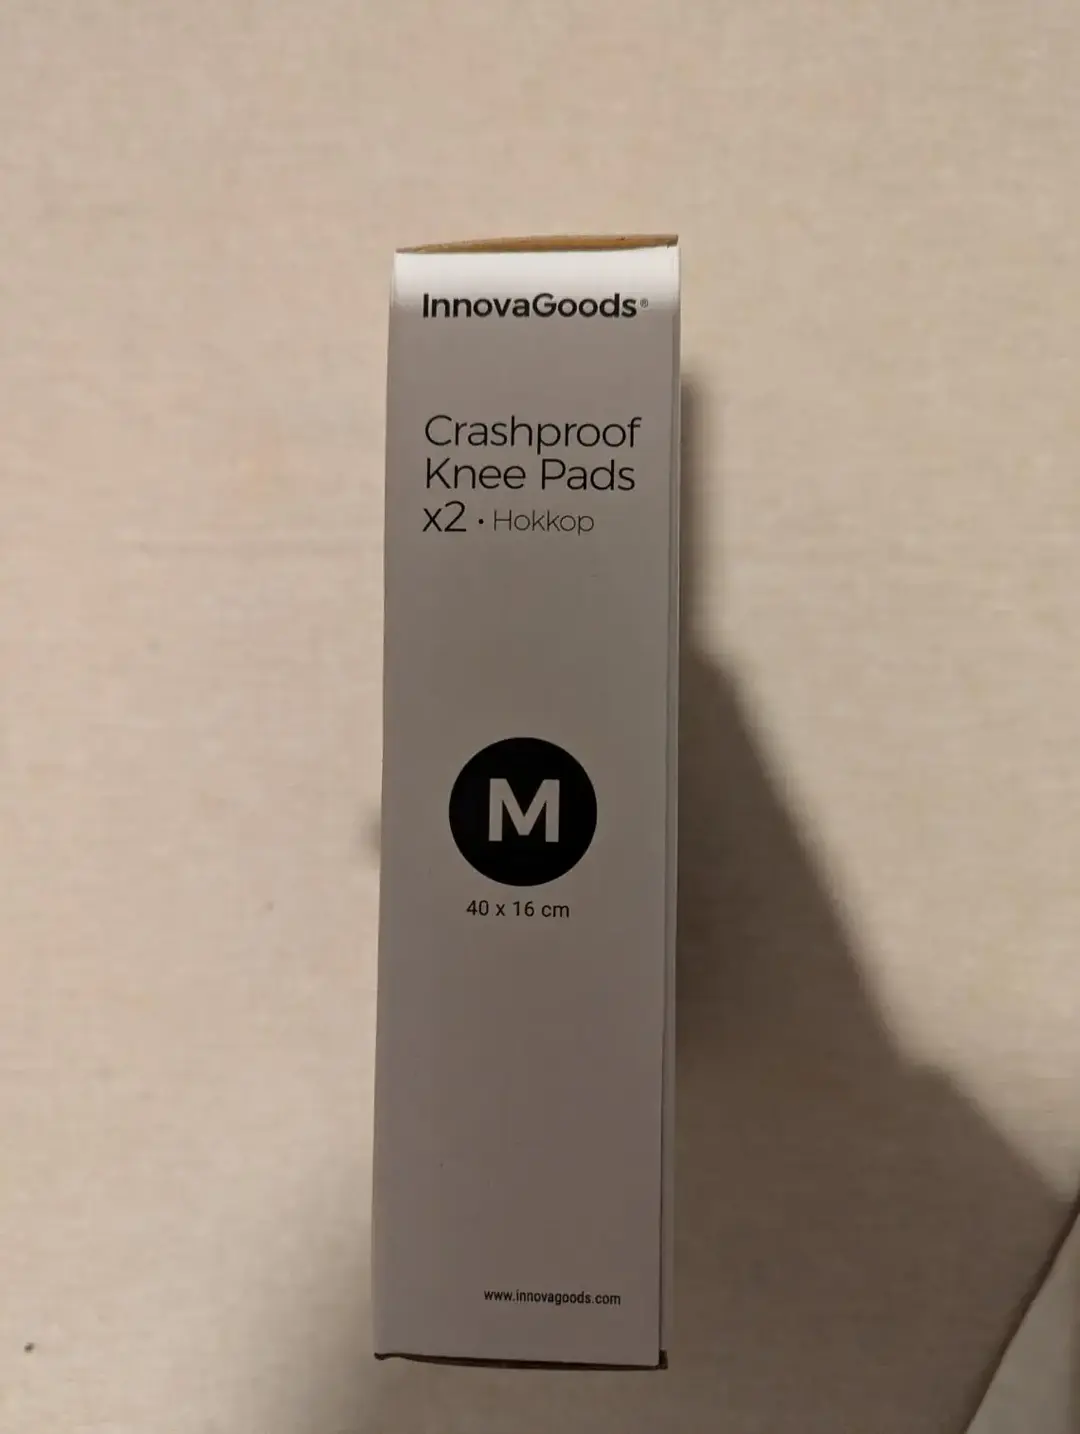 InnovaGoods®
Crashproof
Knee Pads
x2 • Hokkop
M
40 x 16 cm
www.innovagoods.com